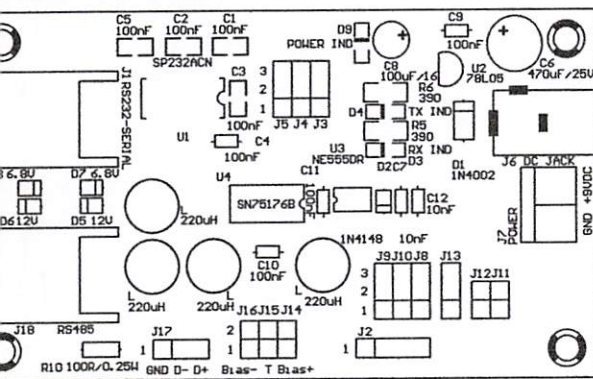 C5 C2 C1
100nF 100nF 100nF
SP232ACN
D9
POWER IND
C9
100nF
C8
100uF/16
U2
78L05
C6
470uF/25V
J1 RS232-SERIAL
U1
C3
100nF
C4
100nF
3
2
1
J5 J4 J3
R6
390
D4 TX IND
R5
390
RX IND
D3
U3
NE555DR
D2 C7
D1
1N4002
J6 DC JACK
J7
POWER
GND +9VDC
6.8V D7 6.8V
D6 12V D5 12V
L
220uH
U4
SN75176B
C11
100nF
C12
10nF
1N4148 10nF
L
220uH
L
220uH
C10
100nF
L
220uH
J9 J10 J8 J13
3
2
1
J12 J11
J16 J15 J14
2
1
J18 RS485
R10 100R/0.25W
J17
1
GND D- D+
Bias- T Bias+
J2
1